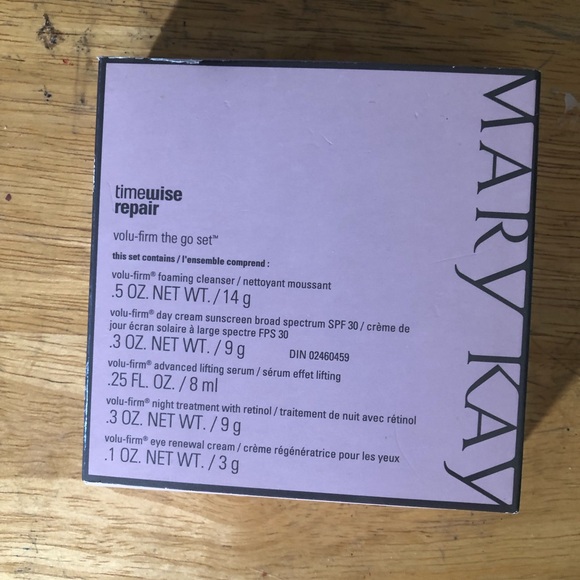 MARY KAY
timewise
repair
volu-firm the go set™
this set contains / l'ensemble comprend :
volu-firm® foaming cleanser / nettoyant moussant
.5 OZ. NET WT. / 14 g
volu-firm® day cream sunscreen broad spectrum SPF 30 / crème de
jour écran solaire à large spectre FPS 30
.3 OZ. NET WT. / 9 g DIN 02460459
volu-firm® advanced lifting serum / sérum effet lifting
.25 FL. OZ. / 8 ml
volu-firm® night treatment with retinol / traitement de nuit avec rétinol
.3 OZ. NET WT. / 9 g
volu-firm® eye renewal cream / crème régénératrice pour les yeux
.1 OZ. NET WT. / 3 g